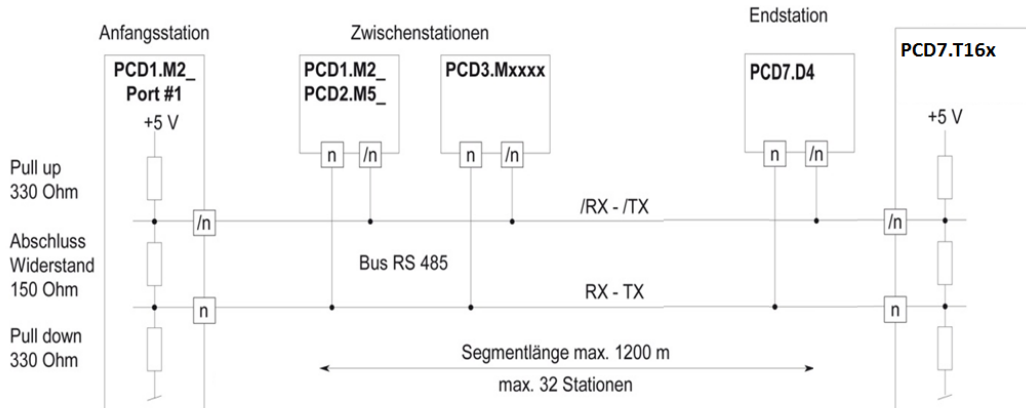 Anfangsstation
Zwischenstationen
Endstation
PCD1.M2_
Port #1
+5 V
PCD1.M2_
PCD2.M5_
PCD3.Mxxxx
PCD7.D4
PCD7.T16x
+5 V
n
/n
n
/n
n
/n
Pull up
330 Ohm
/n
/RX - /TX
/n
Abschluss
Widerstand
150 Ohm
Bus RS 485
n
RX - TX
n
Pull down
330 Ohm
Segmentlänge max. 1200 m
max. 32 Stationen